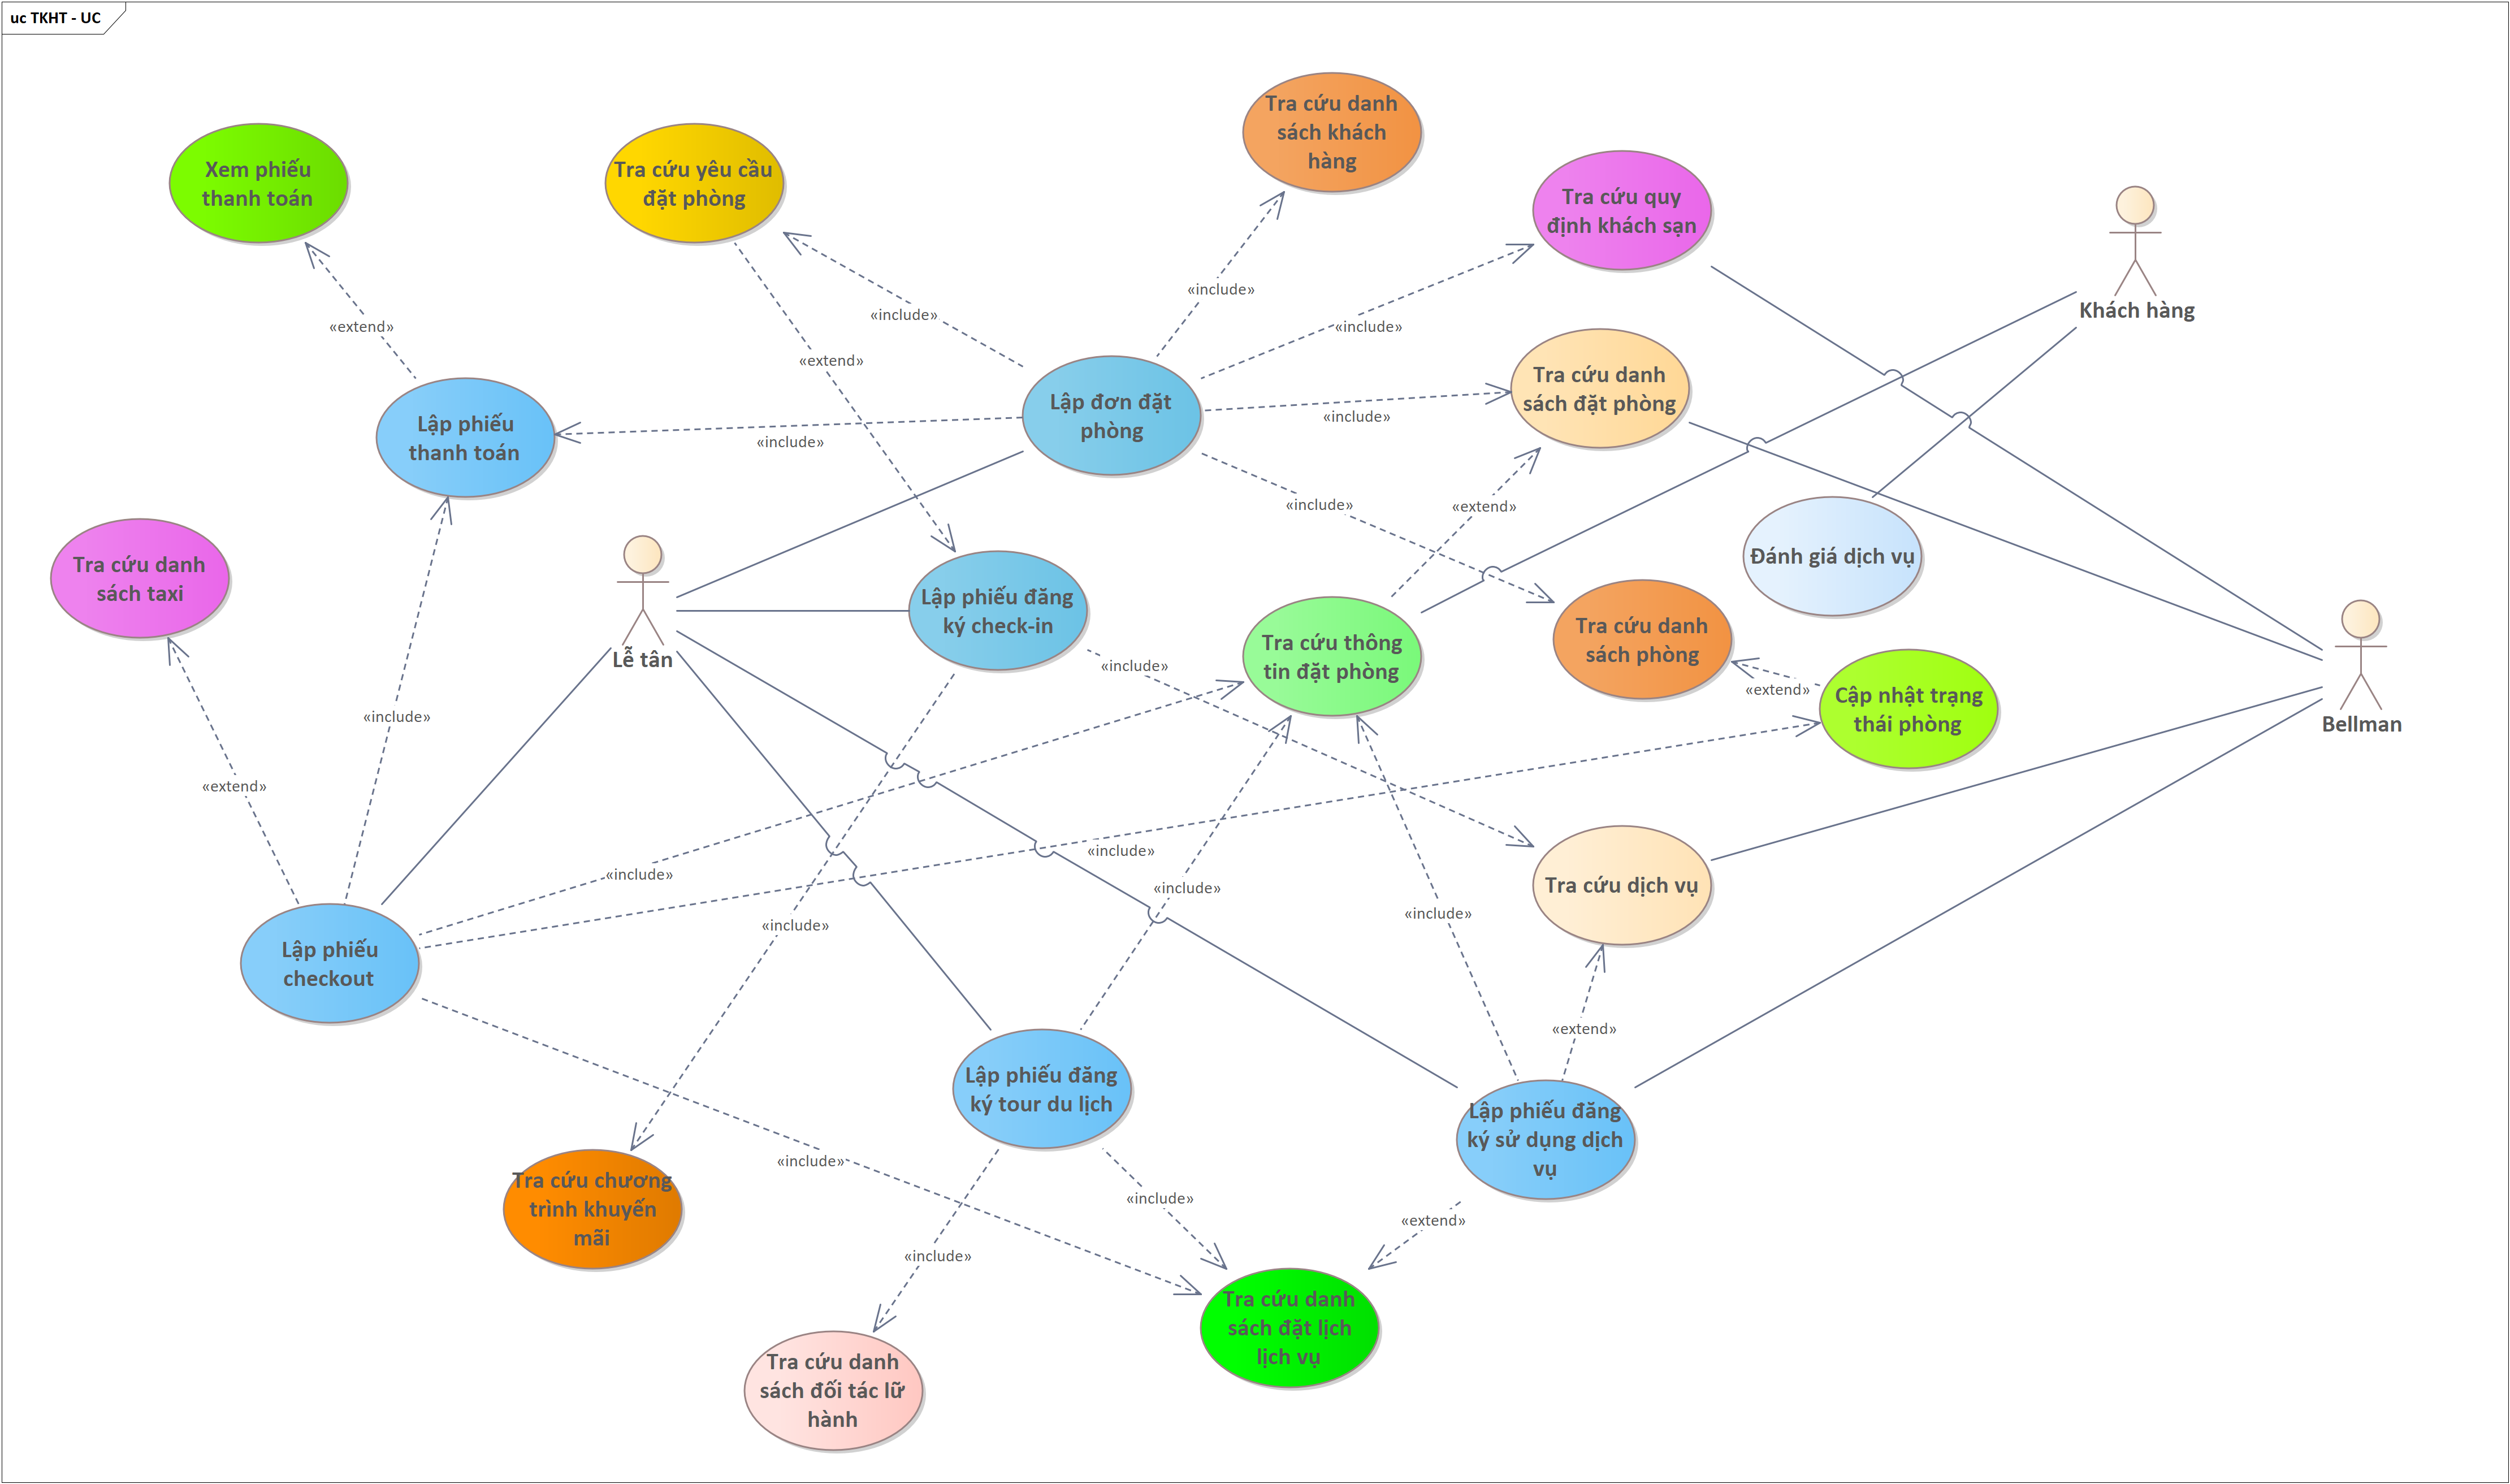 uc TKHT - UC
Tra cứu danh
sách khách
hàng
Xem phiếu
thanh toán
Tra cứu yêu cầu
đặt phòng
Tra cứu quy
định khách sạn
Khách hàng
«include»
«include»
«extend»
«include»
«extend»
Tra cứu danh
sách đặt phòng
Lập đơn đặt
phòng
«include»
Lập phiếu
thanh toán
«include»
«include»
«extend»
Đánh giá dịch vụ
Tra cứu danh
sách taxi
Lễ tân
Lập phiếu đăng
ký check-in
Tra cứu thông
tin đặt phòng
Tra cứu danh
sách phòng
«include»
«extend»
Cập nhật trạng
thái phòng
Bellman
«include»
«extend»
«include»
«include»
«include»
«include»
Tra cứu dịch vụ
«include»
«include»
Lập phiếu
checkout
«extend»
Lập phiếu đăng
ký tour du lịch
Lập phiếu đăng
ký sử dụng dịch
vụ
«include»
Tra cứu chương
trình khuyến
mãi
«include»
«extend»
«include»
Tra cứu danh
sách đặt lịch
lịch vụ
Tra cứu danh
sách đối tác lữ
hành